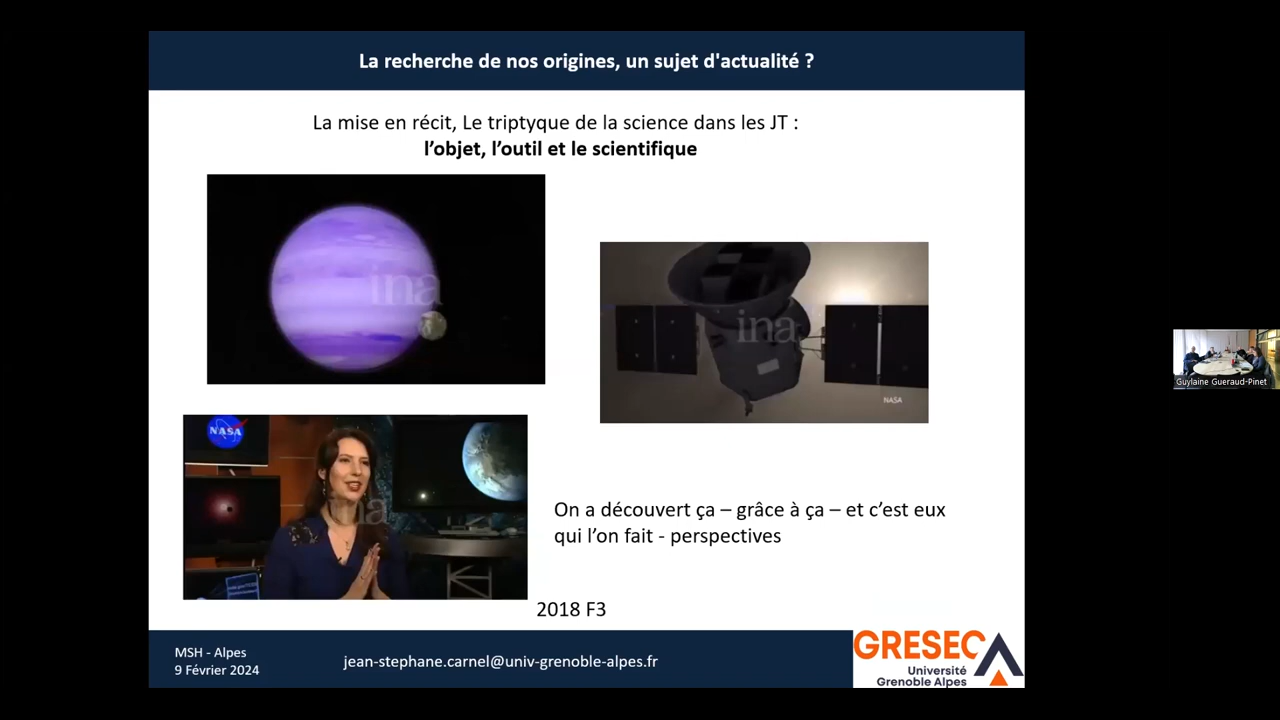 La recherche de nos origines, un sujet d'actualité ?
La mise en récit, Le triptyque de la science dans les JT :
l'objet, l'outil et le scientifique
ina
ina
NASA
NASA
ina
On a découvert ça – grâce à ça – et c'est eux
qui l'on fait - perspectives
2018 F3
MSH - Alpes
9 Février 2024
jean-stephane.carnel@univ-grenoble-alpes.fr
GRESEC
Université
Grenoble Alpes
Guylaine Gueraud-Pinet